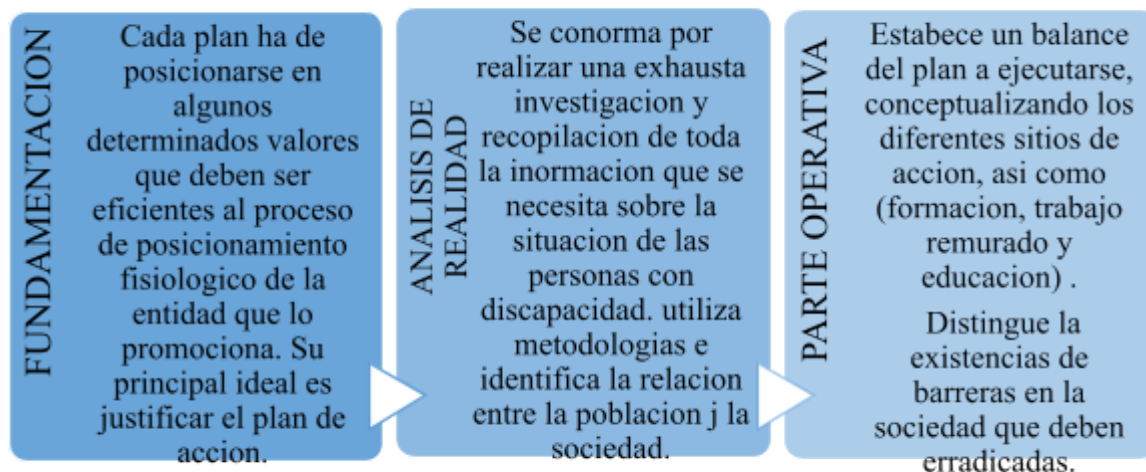 FUNDAMENTACION
Cada plan ha de
posicionarse en
algunos
determinados valores
que deben ser
eficientes al proceso
de posicionamiento
fisiologico de la
entidad que lo
promociona. Su
principal ideal es
justificar el plan de
accion.
ANALISIS DE
REALIDAD
Se conorma por
realizar una exhausta
investigacion y
recopilacion de toda
la inormacion que se
necesita sobre la
situacion de las
personas con
discapacidad. utiliza
metodologias e
identifica la relacion
entre la poblacion j la
sociedad.
PARTE OPERATIVA
Estabece un balance
del plan a ejecutarse,
conceptualizando los
diferentes sitios de
accion, asi como
(formacion, trabajo
remurado y
educacion) .
Distingue la
existencias de
barreras en la
sociedad que deben
erradicadas.